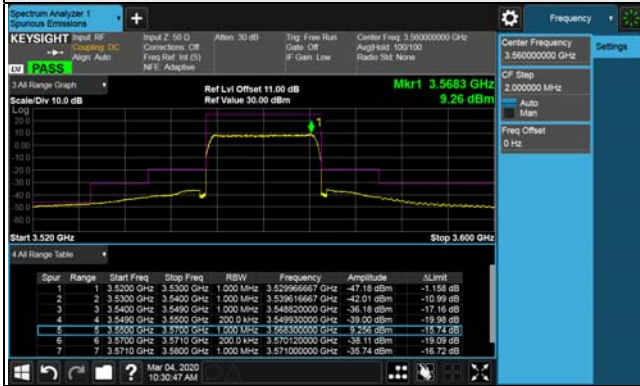 Spectrum Analyzer 1
Spurious Emissions
Frequency
KEYSIGHT
Input: RF
Coupling: DC
Align: Auto
Input Z: 50 Ω
Corrections: Off
Freq Ref: Int (S)
NFE: Adaptive
Atten: 30 dB
Trig: Free Run
Gate: Off
IF Gain: Low
Center Freq: 3.560000000 GHz
Avg|Hold: 100/100
Radio Std: None
LXI PASS
Center Frequency
3.560000000 GHz
Settings
CF Step
2.000000 MHz
Auto
Man
Freq Offset
0 Hz
3 All Range Graph
Scale/Div 10.0 dB
Ref Lvl Offset 11.00 dB
Ref Value 30.00 dBm
Mkr1 3.5683 GHz
9.26 dBm
Log
20.0
10.0
0.00
-10.0
-20.0
-30.0
-40.0
-50.0
-60.0
1
Start 3.520 GHz
Stop 3.600 GHz
4 All Range Table
Spur Range Start Freq Stop Freq RBW Frequency Amplitude ΔLimit
1 1 3.5200 GHz 3.5300 GHz 1.000 MHz 3.529966667 GHz -47.18 dBm -1.158 dB
2 2 3.5300 GHz 3.5400 GHz 1.000 MHz 3.539616667 GHz -42.01 dBm -10.99 dB
3 3 3.5400 GHz 3.5490 GHz 1.000 MHz 3.548820000 GHz -36.18 dBm -17.16 dB
4 4 3.5490 GHz 3.5500 GHz 200.0 kHz 3.549930000 GHz -39.00 dBm -19.98 dB
5 5 3.5500 GHz 3.5700 GHz 1.000 MHz 3.568300000 GHz 9.256 dBm -15.74 dB
6 6 3.5700 GHz 3.5710 GHz 200.0 kHz 3.570120000 GHz -38.11 dBm -19.09 dB
7 7 3.5710 GHz 3.5800 GHz 1.000 MHz 3.571000000 GHz -35.74 dBm -16.72 dB
?
Mar 04, 2020
10:30:47 AM